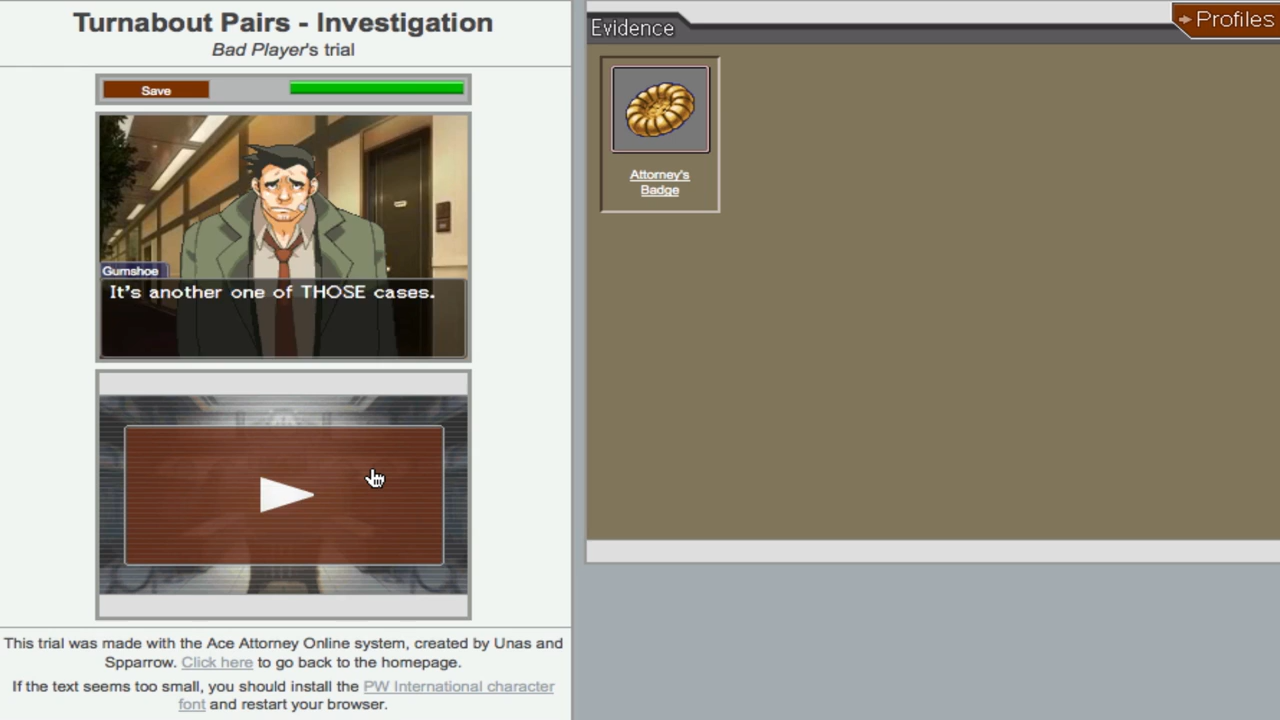 Turnabout Pairs - Investigation
Bad Player's trial
Save
Gumshoe
It's another one of THOSE cases.
This trial was made with the Ace Attorney Online system, created by Unas and
Spparrow. Click here to go back to the homepage.
If the text seems too small, you should install the PW International character
font and restart your browser.
Evidence
Profiles
Attorney's
Badge